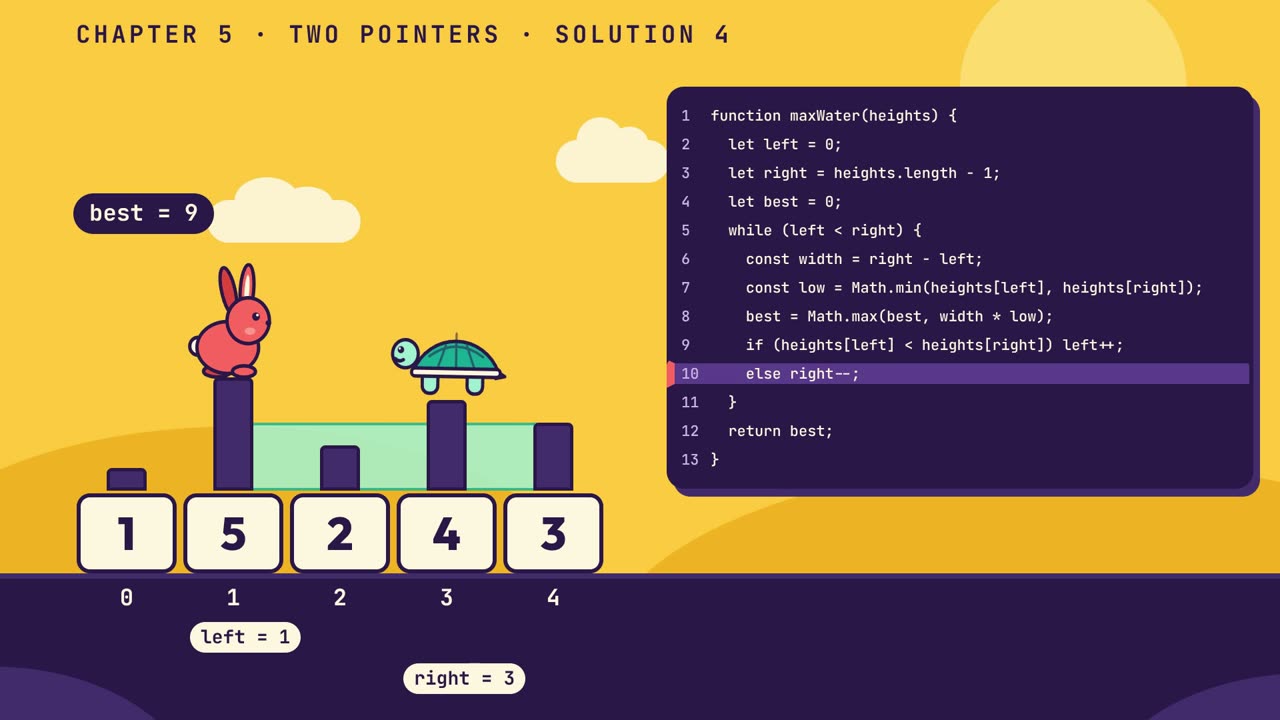 CHAPTER 5 · TWO POINTERS · SOLUTION 4
best = 9
1 function maxWater(heights) {
2 let left = 0;
3 let right = heights.length - 1;
4 let best = 0;
5 while (left < right) {
6 const width = right - left;
7 const low = Math.min(heights[left], heights[right]);
8 best = Math.max(best, width * low);
9 if (heights[left] < heights[right]) left++;
10 else right--;
11 }
12 return best;
13 }
1 5 2 4 3
0 1 2 3 4
left = 1
right = 3